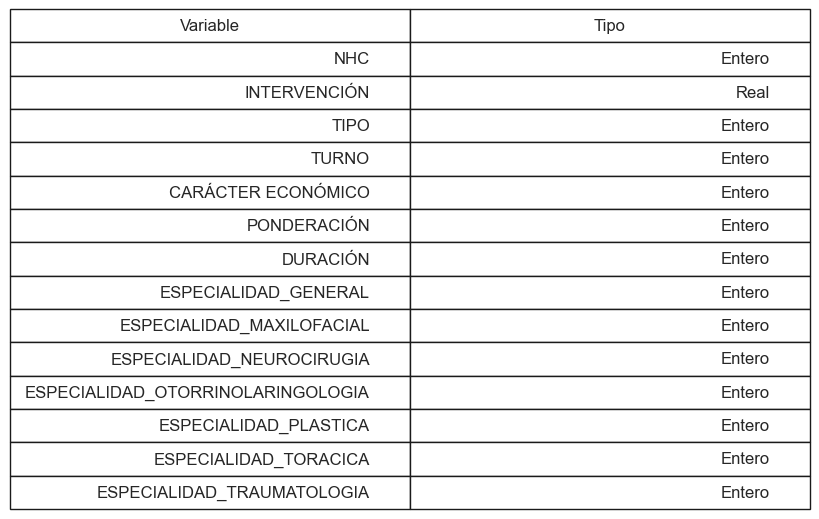 Variable Tipo
NHC Entero
INTERVENCIÓN Real
TIPO Entero
TURNO Entero
CARÁCTER ECONÓMICO Entero
PONDERACIÓN Entero
DURACIÓN Entero
ESPECIALIDAD_GENERAL Entero
ESPECIALIDAD_MAXILOFACIAL Entero
ESPECIALIDAD_NEUROCIRUGIA Entero
ESPECIALIDAD_OTORRINOLARINGOLOGIA Entero
ESPECIALIDAD_PLASTICA Entero
ESPECIALIDAD_TORACICA Entero
ESPECIALIDAD_TRAUMATOLOGIA Entero